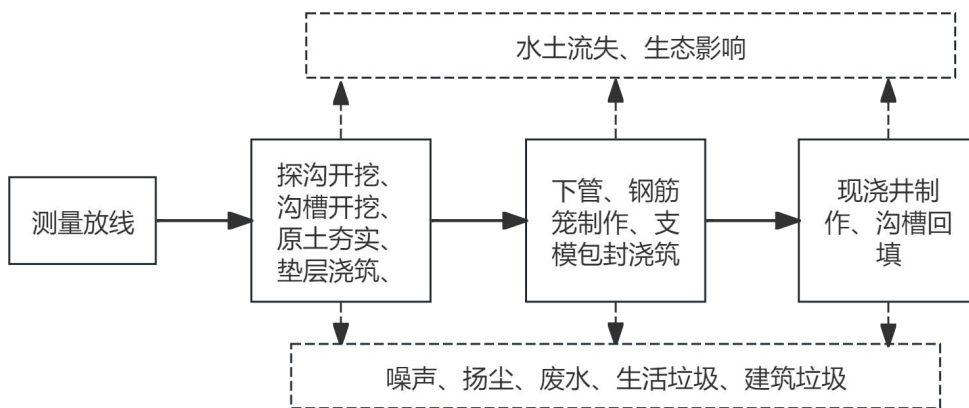 水土流失、生态影响
测量放线
探沟开挖、
沟槽开挖、
原土夯实、
垫层浇筑、
下管、钢筋
笼制作、支
模包封浇筑
现浇井制
作、沟槽回
填
噪声、扬尘、废水、生活垃圾、建筑垃圾